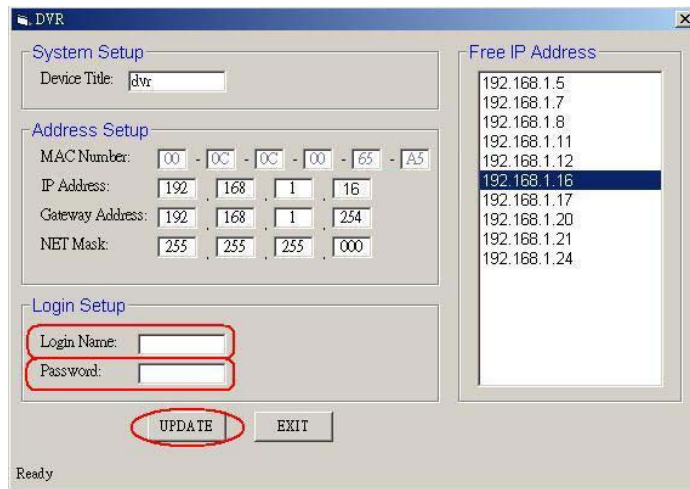 DVR
System Setup
Device Title: dvr
Address Setup
MAC Number: 00 - 0C - 0C - 00 - 65 - A5
IP Address: 192 . 168 . 1 . 16
Gateway Address: 192 . 168 . 1 . 254
NET Mask: 255 . 255 . 255 . 000
Login Setup
Login Name:
Password:
UPDATE EXIT
Ready
Free IP Address
192.168.1.5
192.168.1.7
192.168.1.8
192.168.1.11
192.168.1.12
192.168.1.16
192.168.1.17
192.168.1.20
192.168.1.21
192.168.1.24